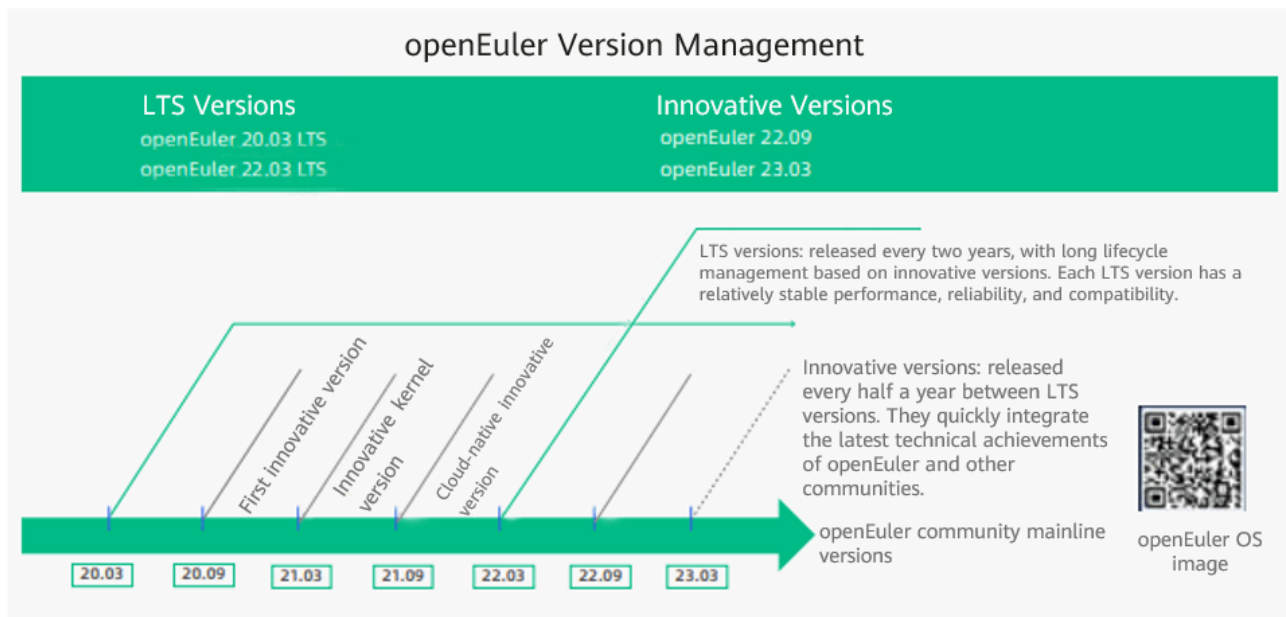 openEuler Version Management
LTS Versions
openEuler 20.03 LTS
openEuler 22.03 LTS
Innovative Versions
openEuler 22.09
openEuler 23.03
LTS versions: released every two years, with long lifecycle
management based on innovative versions. Each LTS version has a
relatively stable performance, reliability, and compatibility.
First innovative version
Innovative kernel
version
Cloud-native innovative
version
Innovative versions: released
every half a year between LTS
versions. They quickly integrate
the latest technical achievements
of openEuler and other
communities.
openEuler community mainline
versions
openEuler OS
image
20.03
20.09
21.03
21.09
22.03
22.09
23.03